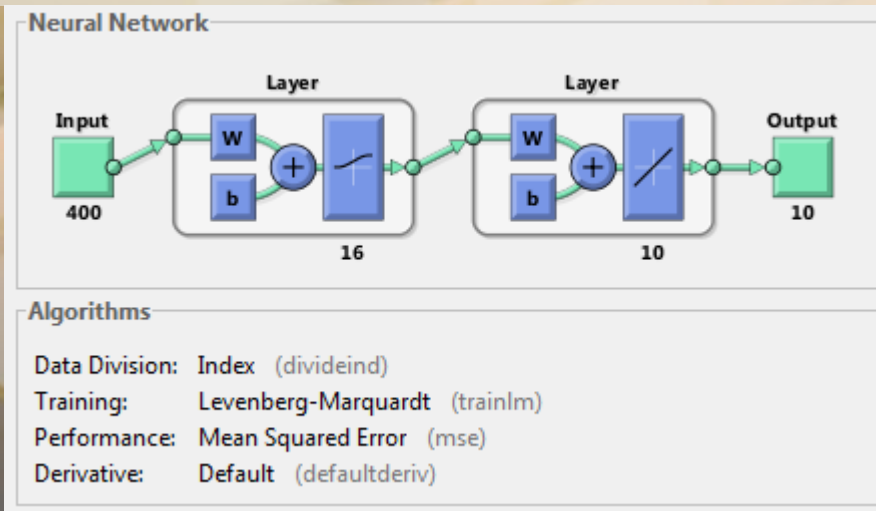 Neural Network
Layer Layer
Input Output
W W
b b
400 10
16 10
Algorithms
Data Division: Index (divideind)
Training: Levenberg-Marquardt (trainlm)
Performance: Mean Squared Error (mse)
Derivative: Default (defaultderiv)